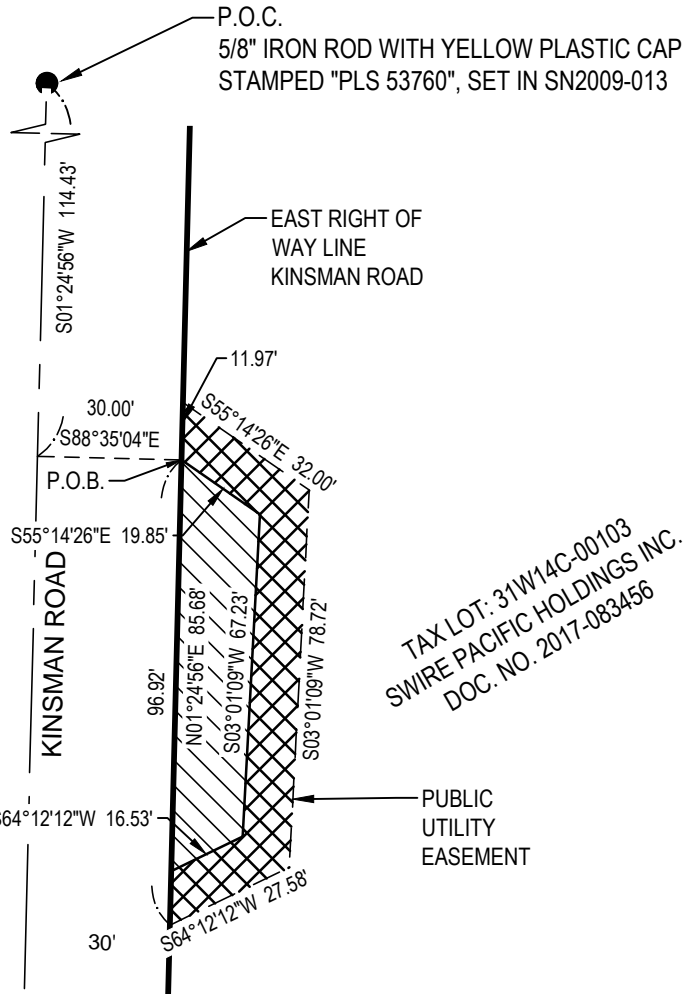 P.O.C.
5/8" IRON ROD WITH YELLOW PLASTIC CAP
STAMPED "PLS 53760", SET IN SN2009-013
S01°24'56"W 114.43'
EAST RIGHT OF
WAY LINE
KINSMAN ROAD
11.97'
30.00'
S88°35'04"E
S55°14'26"E 32.00'
P.O.B.
S55°14'26"E 19.85'
KINSMAN ROAD
96.92'
N01°24'56"E 85.68'
S03°01'09"W 67.23'
S03°01'09"W 78.72'
TAX LOT: 31W14C-00103
SWIRE PACIFIC HOLDINGS INC.
DOC. NO. 2017-083456
S64°12'12"W 16.53'
PUBLIC
UTILITY
EASEMENT
S64°12'12"W 27.58'
30'